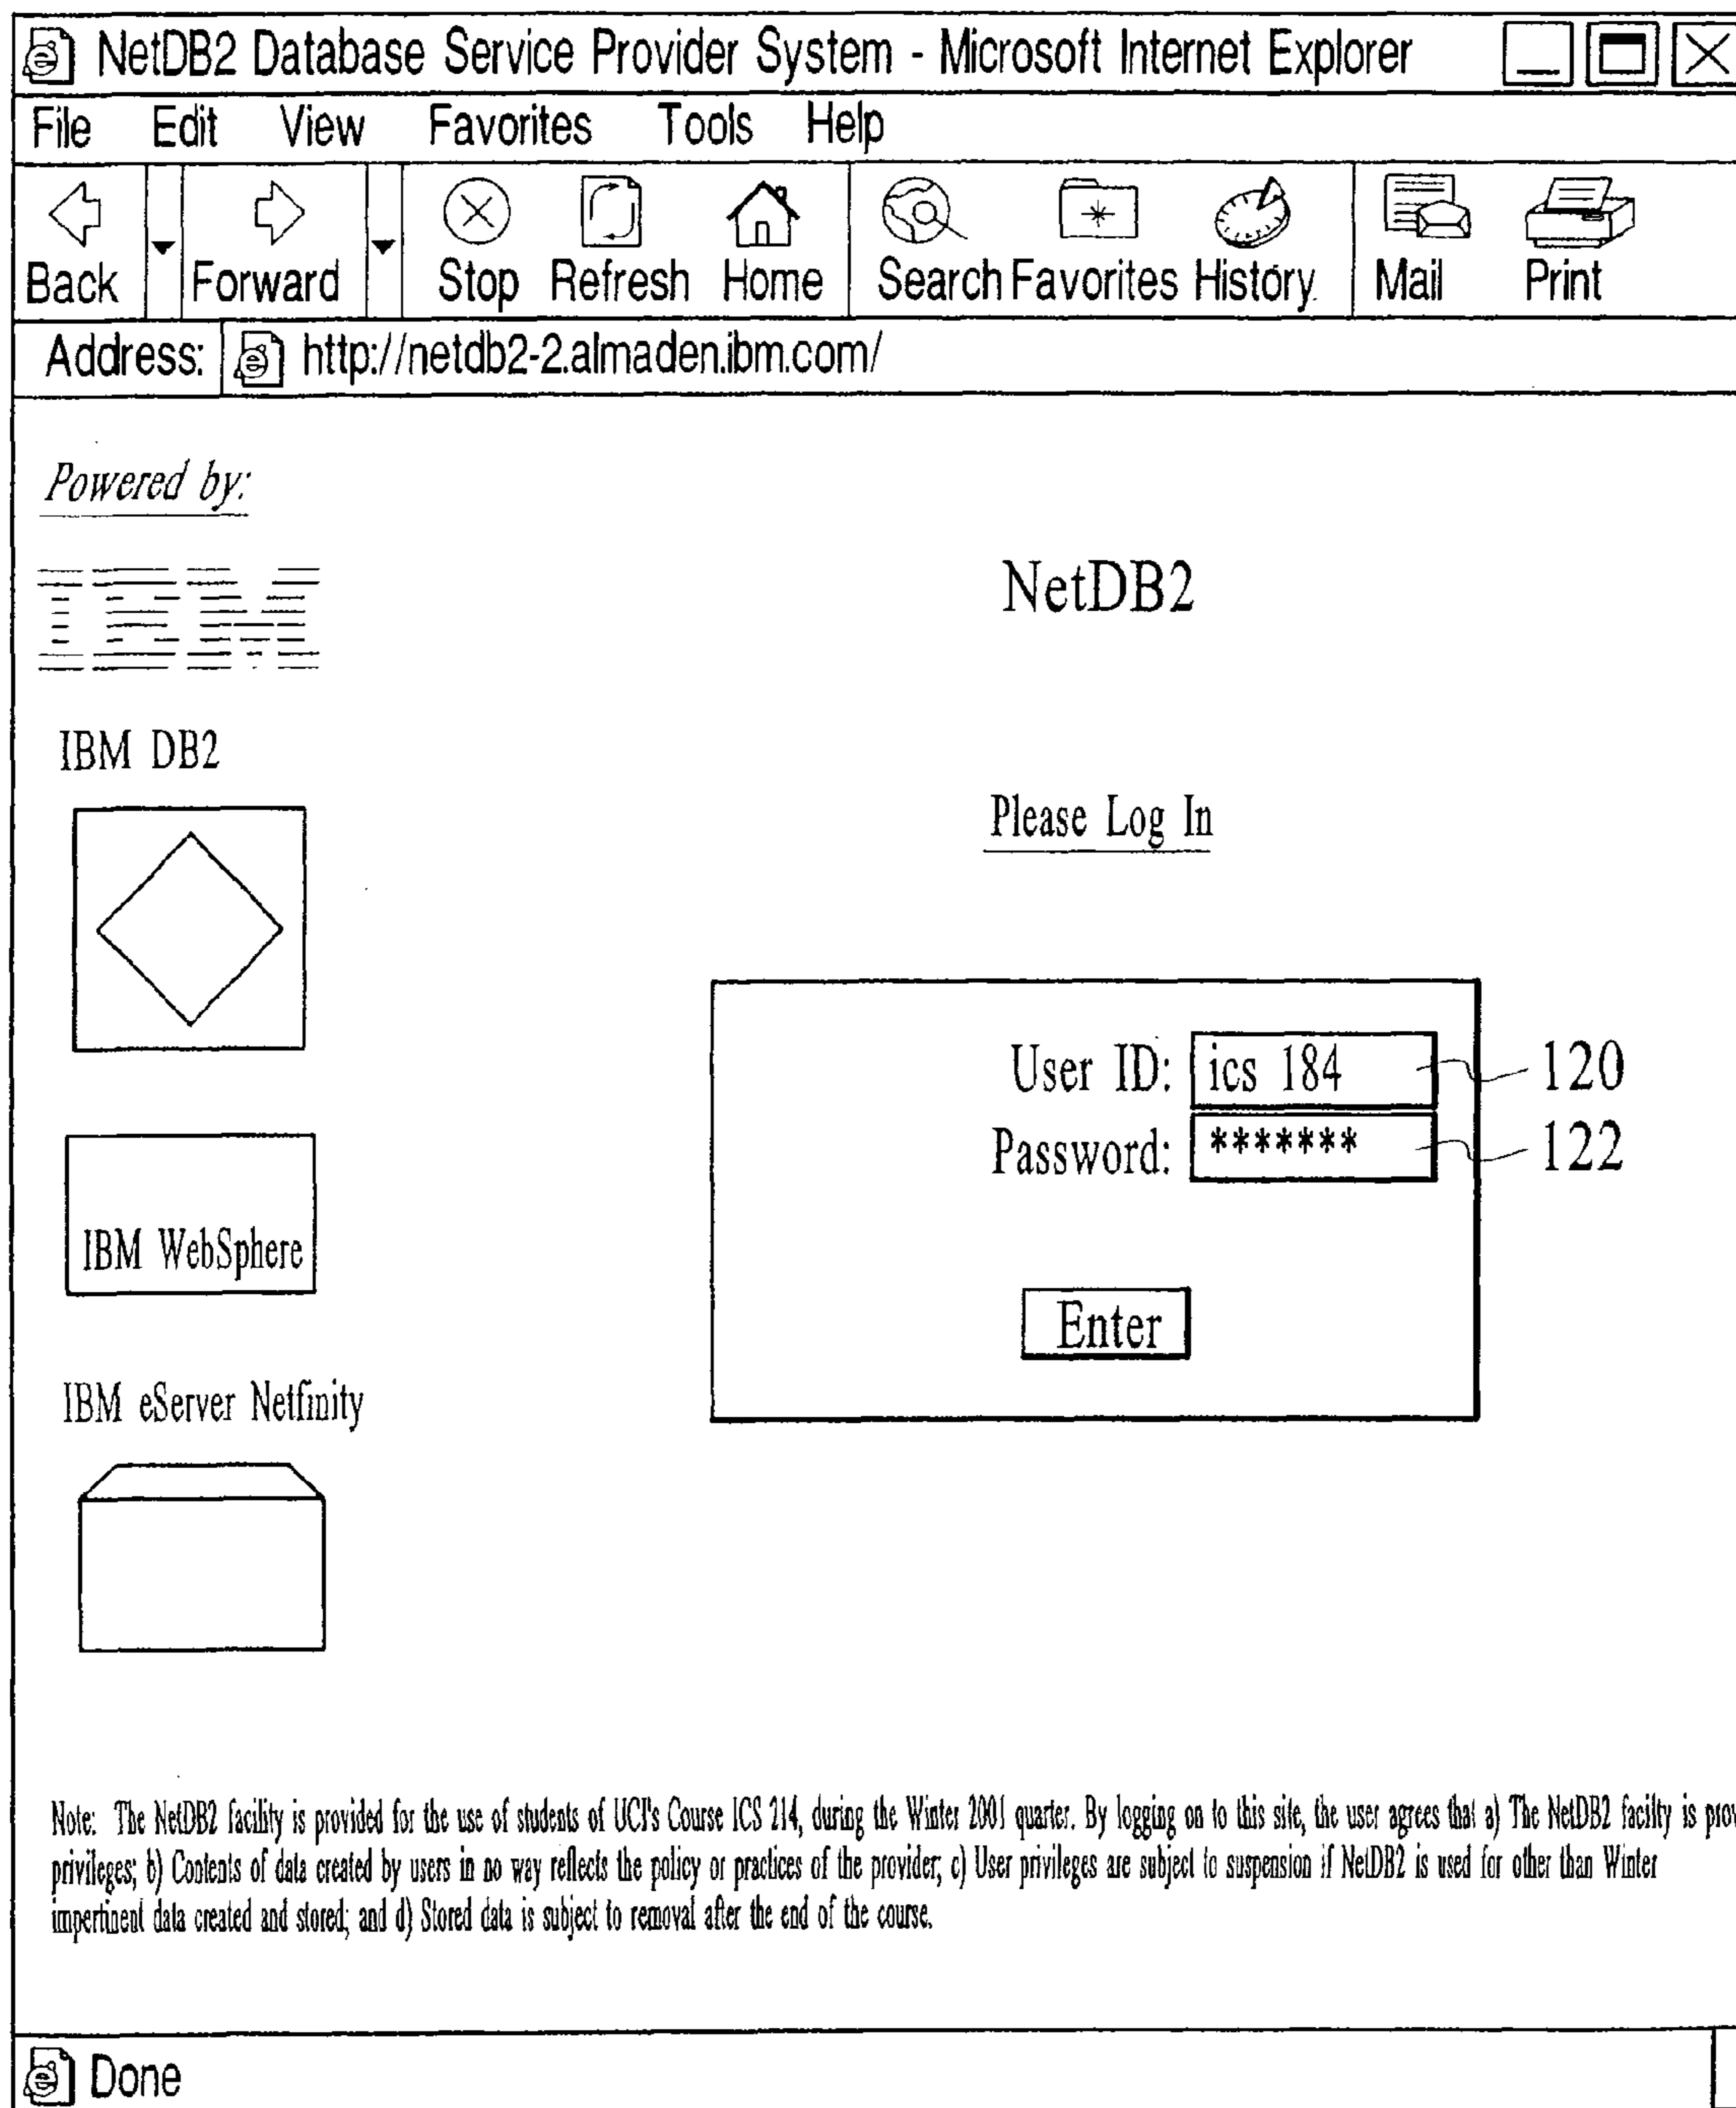 NetDB2 Database Service Provider System - Microsoft Internet Explorer
File Edit View Favorites Tools Help
Back Forward Stop Refresh Home Search Favorites History Mail Print
Address: http://netdb2-2.almaden.ibm.com/
Powered by:
IBM
NetDB2
IBM DB2
Please Log In
User ID: ics 184 120
Password: ******* 122
IBM WebSphere
Enter
IBM eServer Netfinity
Note: The NetDB2 facility is provided for the use of students of UCI's Course ICS 214, during the Winter 2001 quarter. By logging on to this site, the user agrees that a) The NetDB2 facilty is prov
privileges; b) Contents of data created by users in no way reflects the policy or practices of the provider; c) User privileges are subject to suspension if NetDB2 is used for other than Winter
impertinent data created and stored; and d) Stored data is subject to removal after the end of the course.
Done